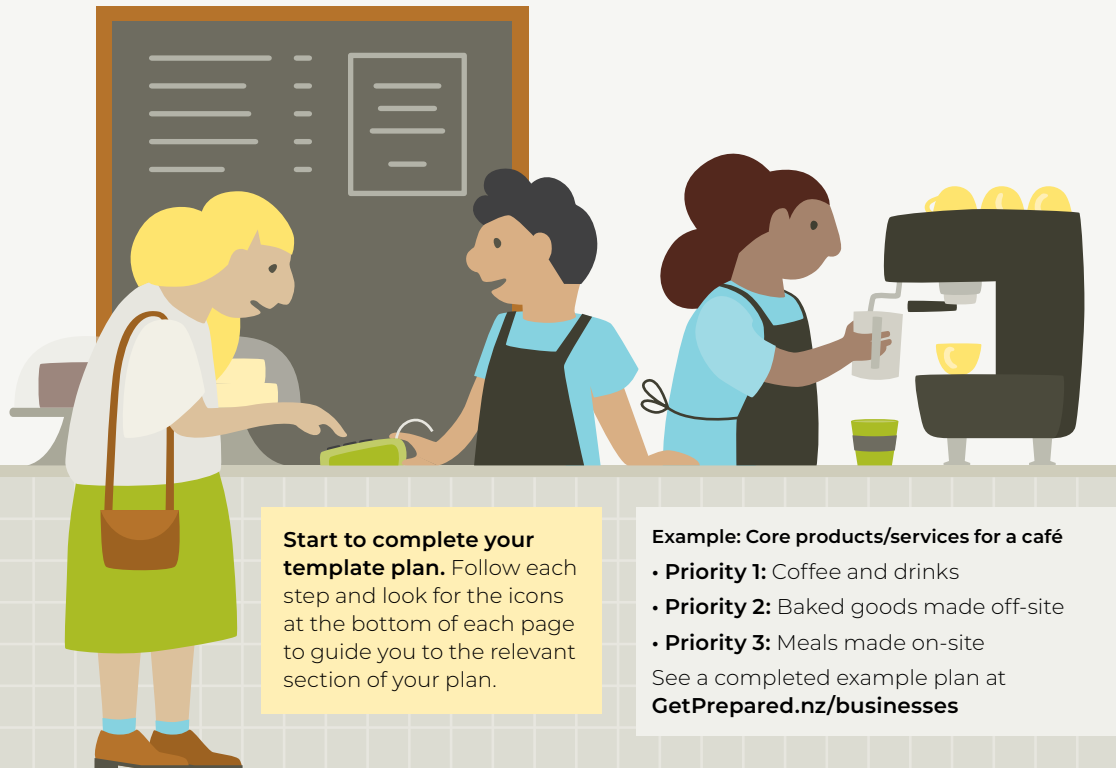 Start to complete your
template plan. Follow each
step and look for the icons
at the bottom of each page
to guide you to the relevant
section of your plan.
Example: Core products/services for a café
• Priority 1: Coffee and drinks
• Priority 2: Baked goods made off-site
• Priority 3: Meals made on-site
See a completed example plan at
GetPrepared.nz/businesses